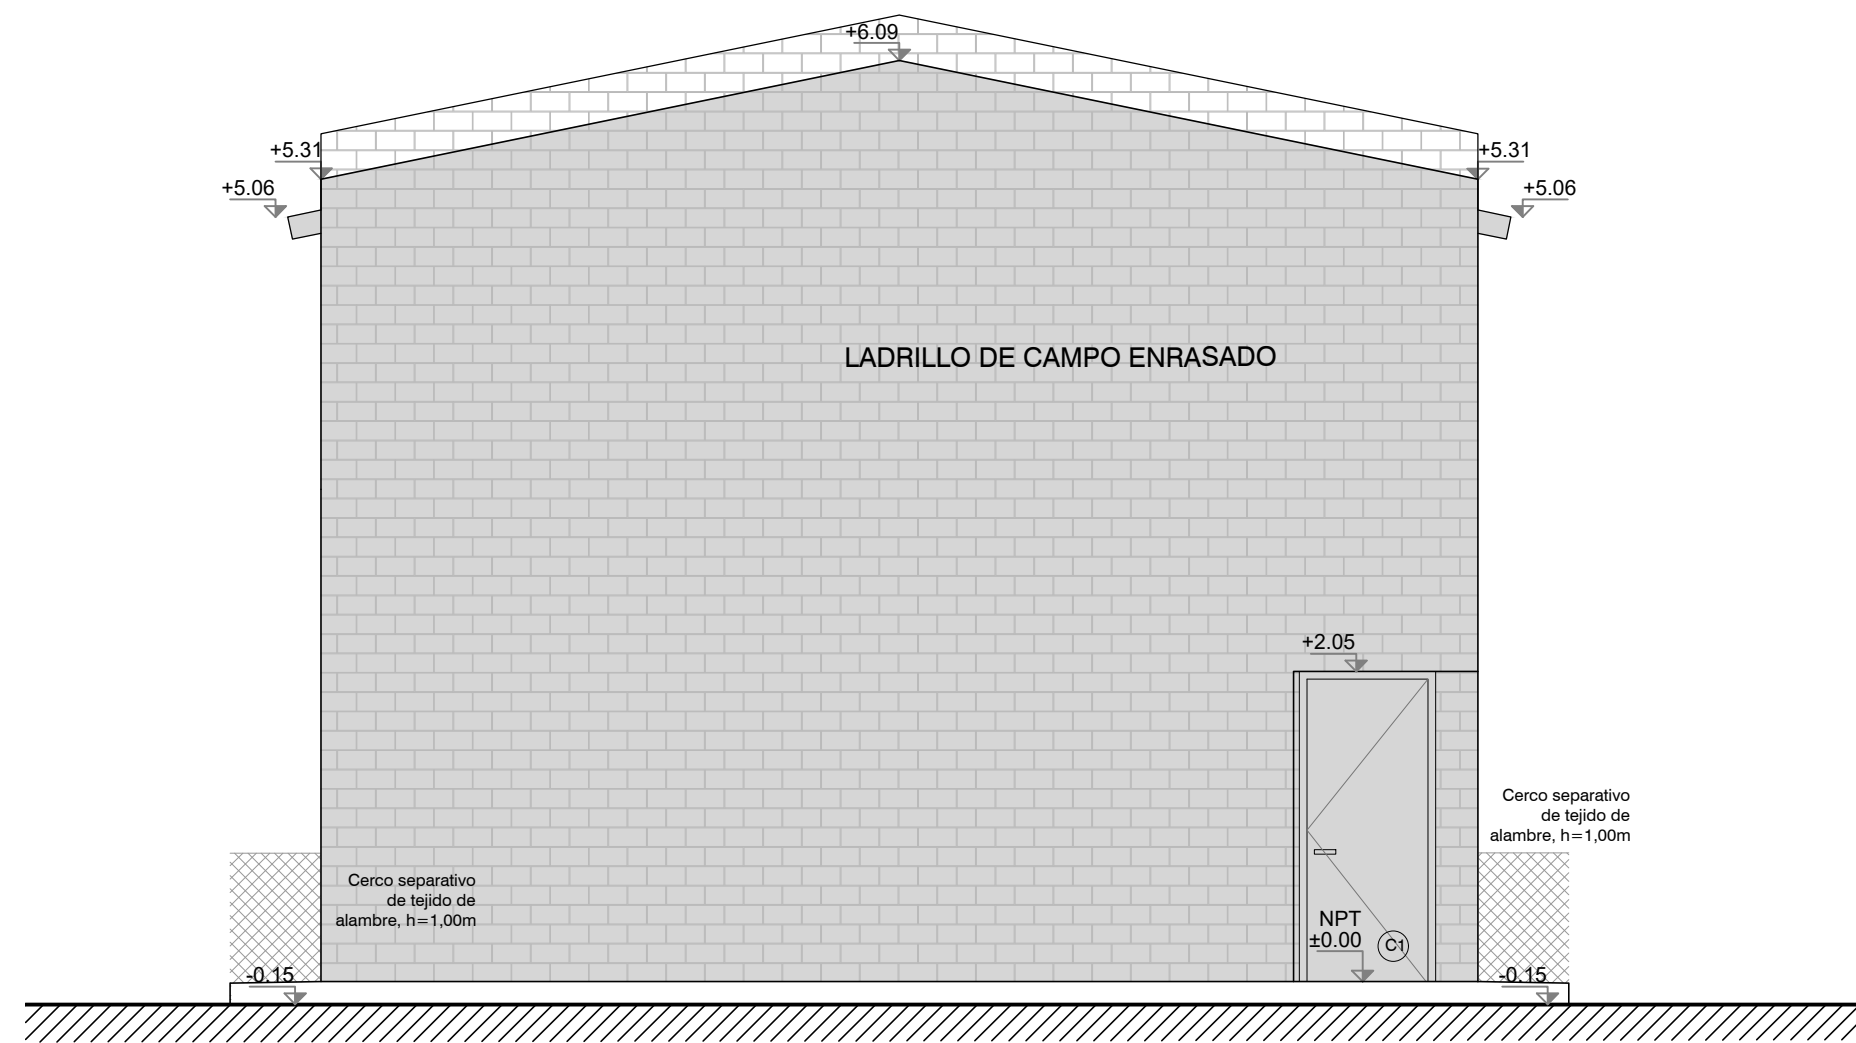 +6.09
+5.31
+5.31
+5.06
+5.06
LADRILLO DE CAMPO ENRASADO
+2.05
Cerco separativo
de tejido de
alambre, h=1,00m
Cerco separativo
de tejido de
alambre, h=1,00m
NPT
±0.00
C1
-0.15
-0.15